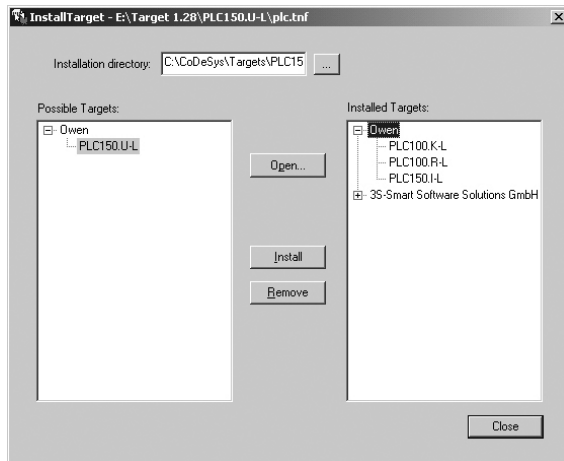 InstallTarget - E:\Target 1.28\PLC150.U-L\plc.tnf
Installation directory: C:\CoDeSys\Targets\PLC15 ...
Possible Targets:
Owen
PLC150.U-L
Open...
Install
Remove
Installed Targets:
Owen
PLC100.K-L
PLC100.R-L
PLC150.I-L
3S-Smart Software Solutions GmbH
Close